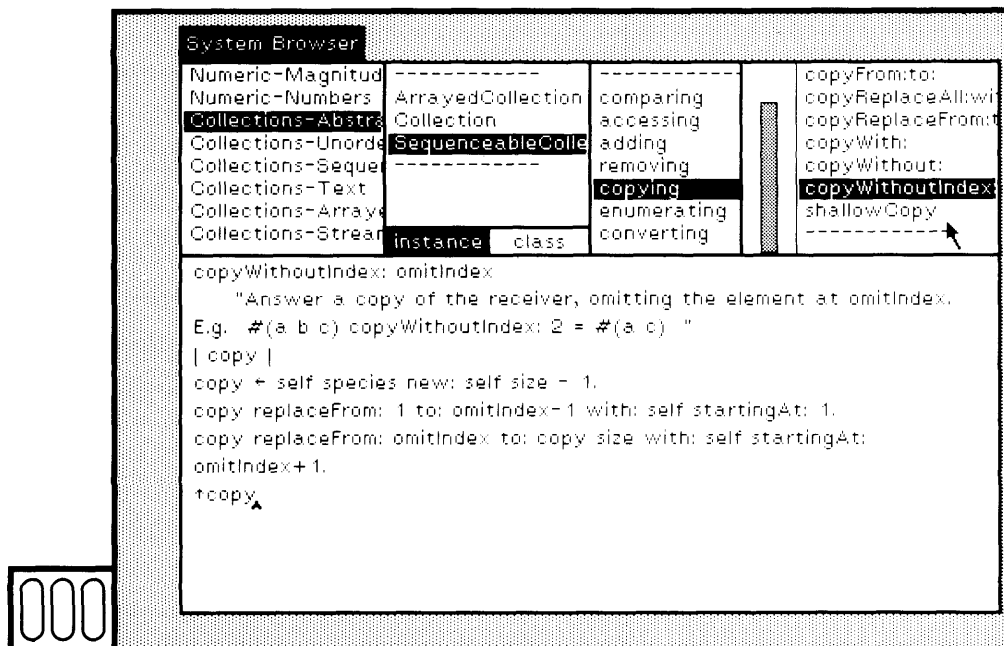 System Browser
Numeric-Magnitud
Numeric-Numbers
Collections-Abstra
Collections-Unorde
Collections-Seque
Collections-Text
Collections-Arraye
Collections-Stream
------------
ArrayedCollection
Collection
SequenceableColle
------------
instance class
------------
comparing
accessing
adding
removing
copying
enumerating
converting
copyFrom:to:
copyReplaceAll:wi
copyReplaceFrom:t
copyWith:
copyWithout:
copyWithoutIndex:
shallowCopy
------------
copyWithoutIndex: omitIndex
"Answer a copy of the receiver, omitting the element at omitIndex.
E.g. #(a b c) copyWithoutIndex: 2 = #(a c) "
| copy |
copy ← self species new: self size - 1.
copy replaceFrom: 1 to: omitIndex-1 with: self startingAt: 1.
copy replaceFrom: omitIndex to: copy size with: self startingAt:
omitIndex+1.
↑copy